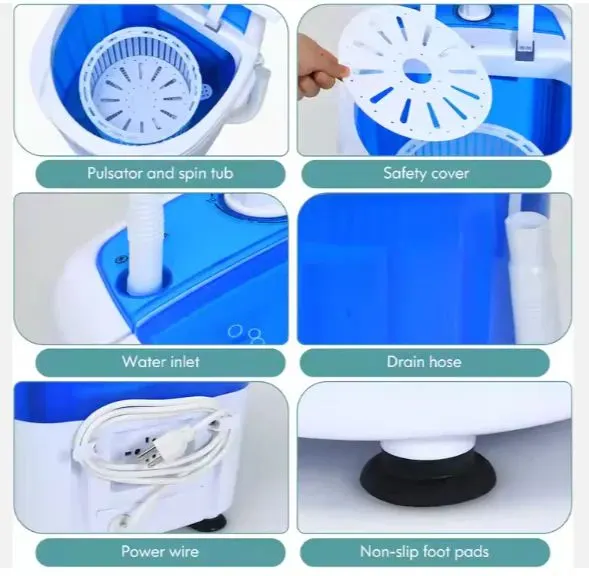 Pulsator and spin tub
Safety cover
Water inlet
Drain hose
Power wire
Non-slip foot pads